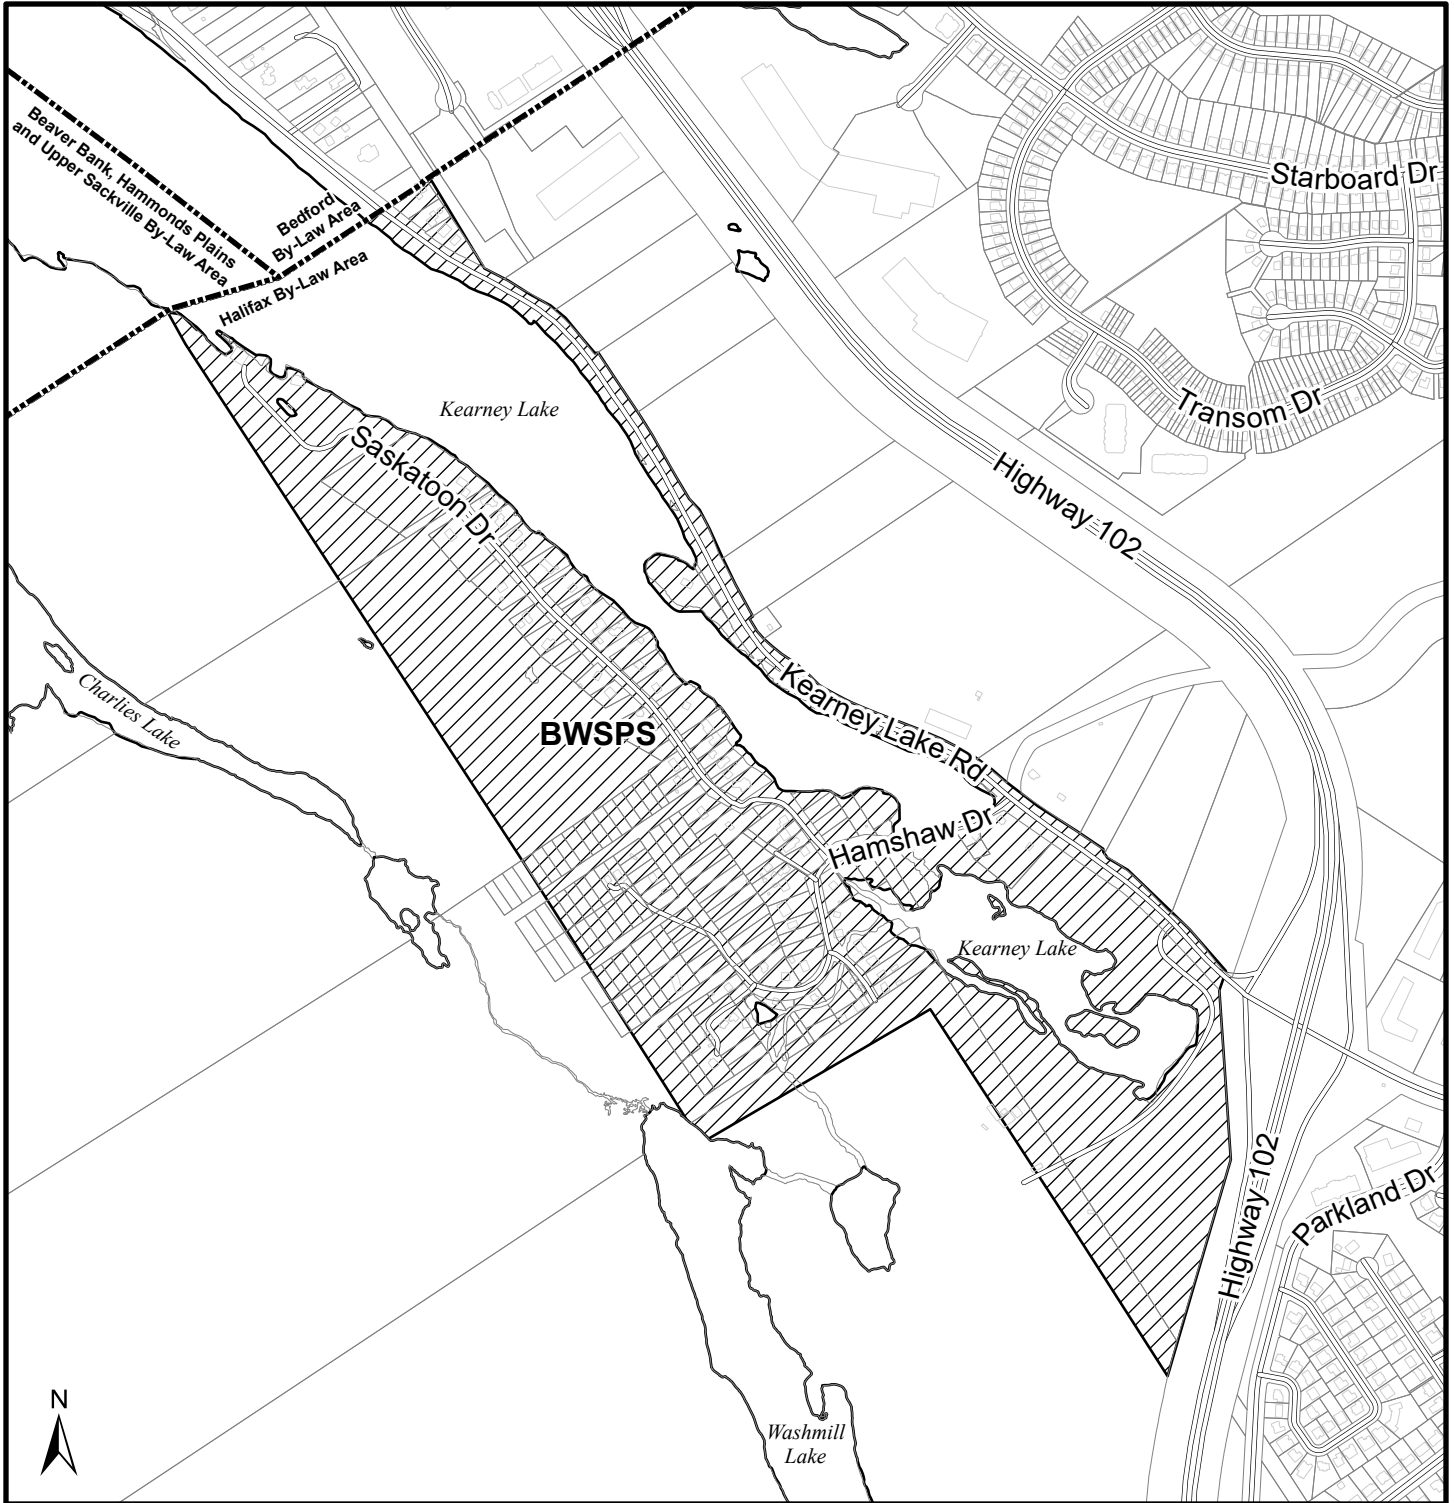 Beaver Bank, Hammonds Plains
and Upper Sackville By-Law Area
Bedford
By-Law Area
Halifax By-Law Area
Starboard Dr
Transom Dr
Kearney Lake
Saskatoon Dr
Highway 102
Charlies Lake
Kearney Lake Rd
BWSPS
Hamshaw Dr
Kearney Lake
Highway 102
Parkland Dr
N
Washmill
Lake